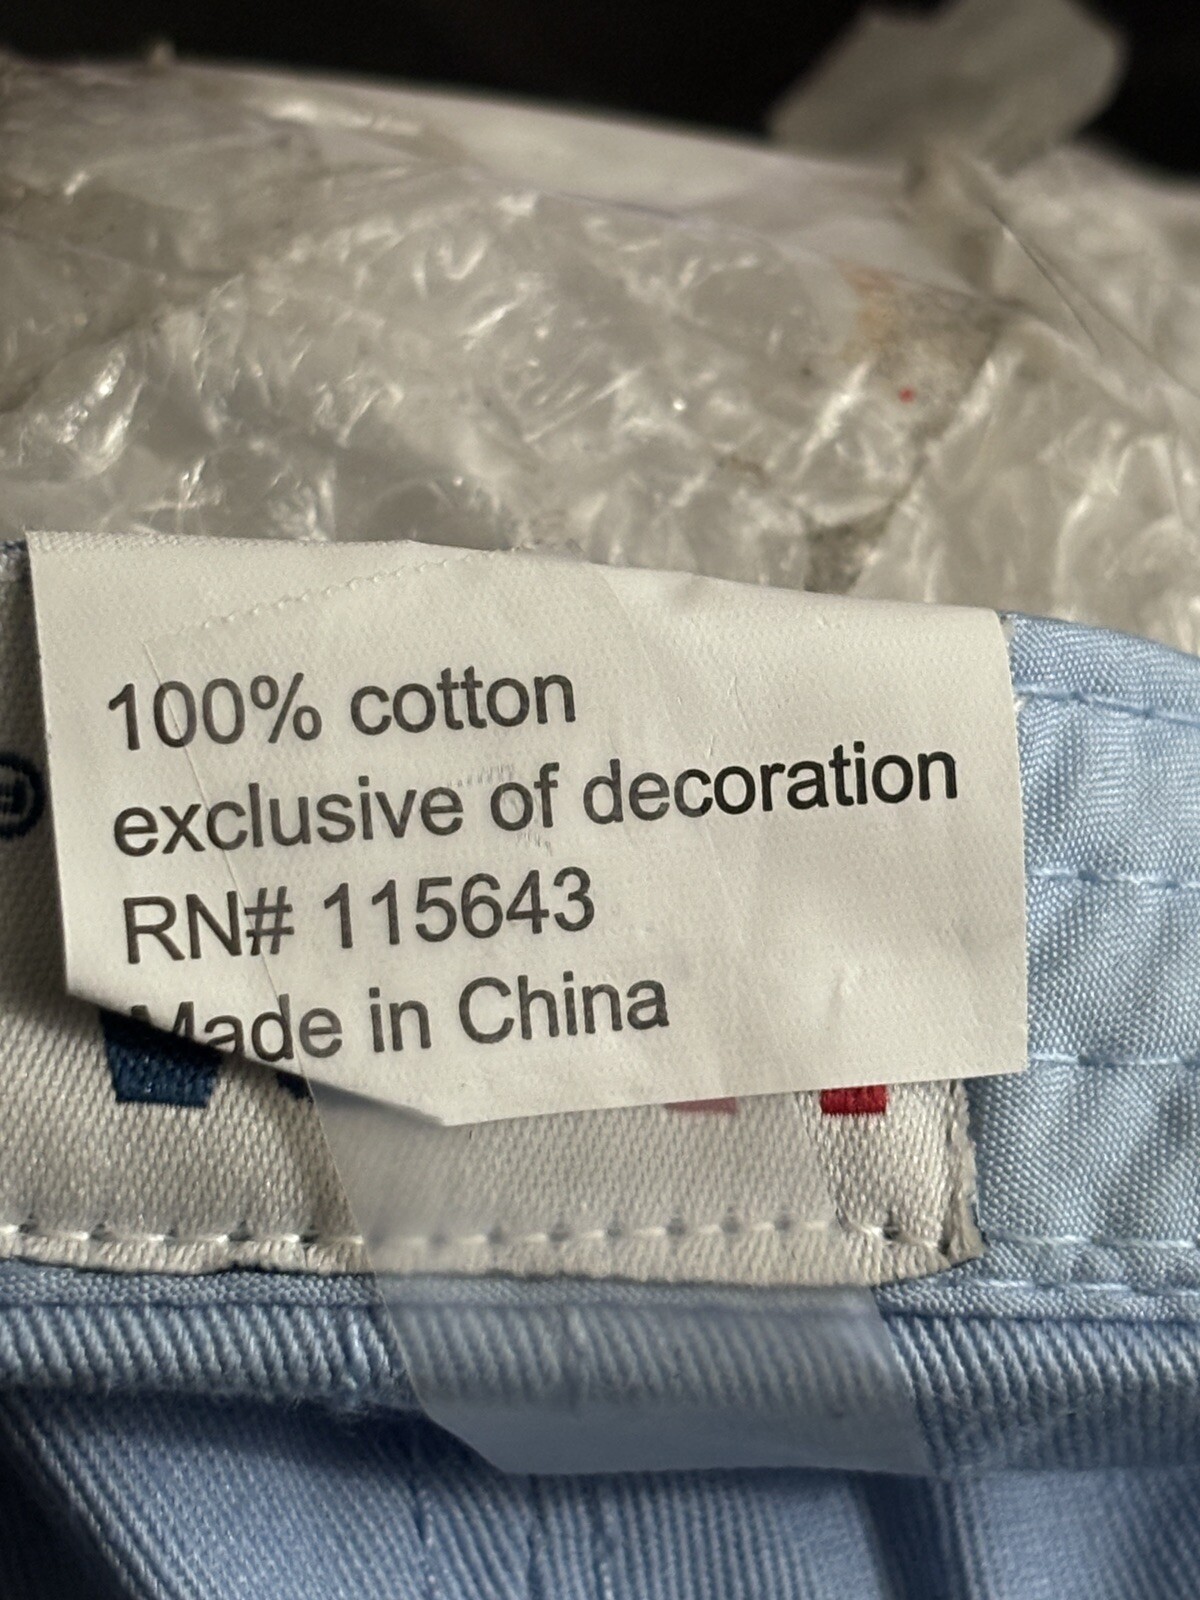 100% cotton
exclusive of decoration
RN# 115643
Made in China